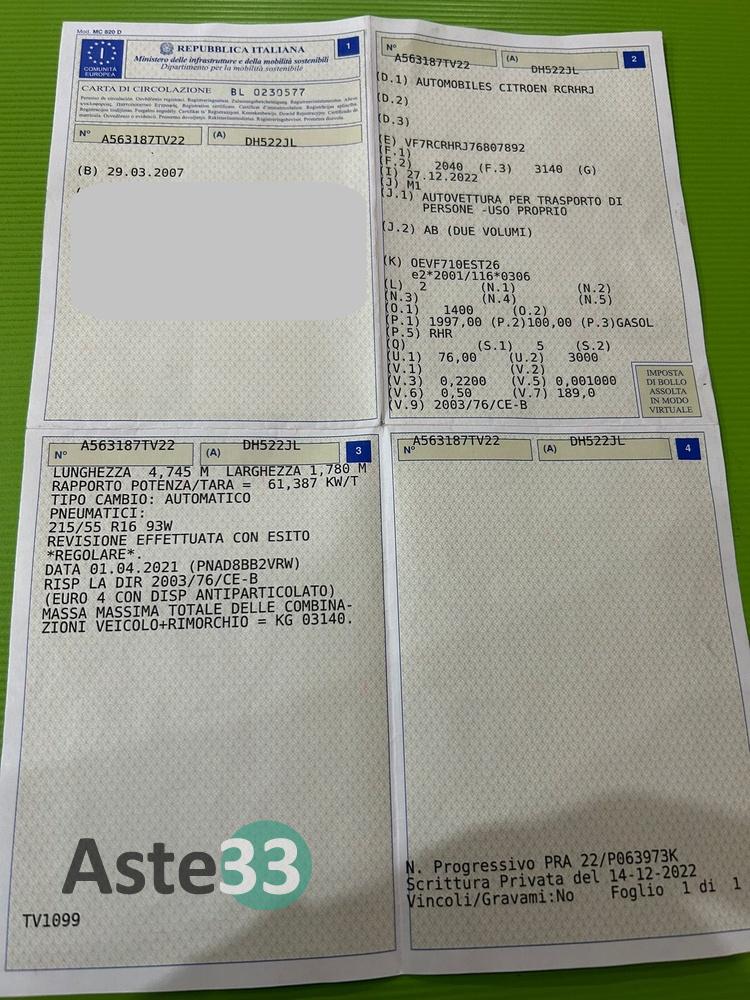 Mod. MC 820 D
REPUBBLICA ITALIANA
Ministero delle infrastrutture e della mobilità sostenibili
Dipartimento per la mobilità sostenibile
I
COMUNITÀ
EUROPEA
1
CARTA DI CIRCOLAZIONE BL 0230577
N° A563187TV22 (A) DH522JL
(B) 29.03.2007
N° A563187TV22 (A) DH522JL 2
(D.1) AUTOMOBILES CITROEN RCRHRJ
(D.2)
(D.3)
(E) VF7RCRHRJ76807892
(F.1)
(F.2) 2040 (F.3) 3140 (G)
(I) 27.12.2022
(J) M1
(J.1) AUTOVETTURA PER TRASPORTO DI
PERSONE -USO PROPRIO
(J.2) AB (DUE VOLUMI)
(K) OEVF710EST26
e2*2001/116*0306
(L) 2 (N.1) (N.2)
(N.3) (N.4) (N.5)
(O.1) 1400 (O.2)
(P.1) 1997,00 (P.2)100,00 (P.3)GASOL
(P.5) RHR
(Q) (S.1) 5 (S.2)
(U.1) 76,00 (U.2) 3000
(V.1) (V.2)
(V.3) 0,2200 (V.5) 0,001000
(V.6) 0,50 (V.7) 189,0
(V.9) 2003/76/CE-B
IMPOSTA
DI BOLLO
ASSOLTA
IN MODO
VIRTUALE
N° A563187TV22 (A) DH522JL 3
LUNGHEZZA 4,745 M LARGHEZZA 1,780 M
RAPPORTO POTENZA/TARA = 61,387 KW/T
TIPO CAMBIO: AUTOMATICO
PNEUMATICI:
215/55 R16 93W
REVISIONE EFFETTUATA CON ESITO
*REGOLARE*.
DATA 01.04.2021 (PNAD8BB2VRW)
RISP LA DIR 2003/76/CE-B
(EURO 4 CON DISP ANTIPARTICOLATO)
MASSA MASSIMA TOTALE DELLE COMBINA-
ZIONI VEICOLO+RIMORCHIO = KG 03140.
Aste33
TV1099
N° A563187TV22 (A) DH522JL 4
N. Progressivo PRA 22/P063973K
Scrittura Privata del 14-12-2022
Vincoli/Gravami:No Foglio 1 di 1